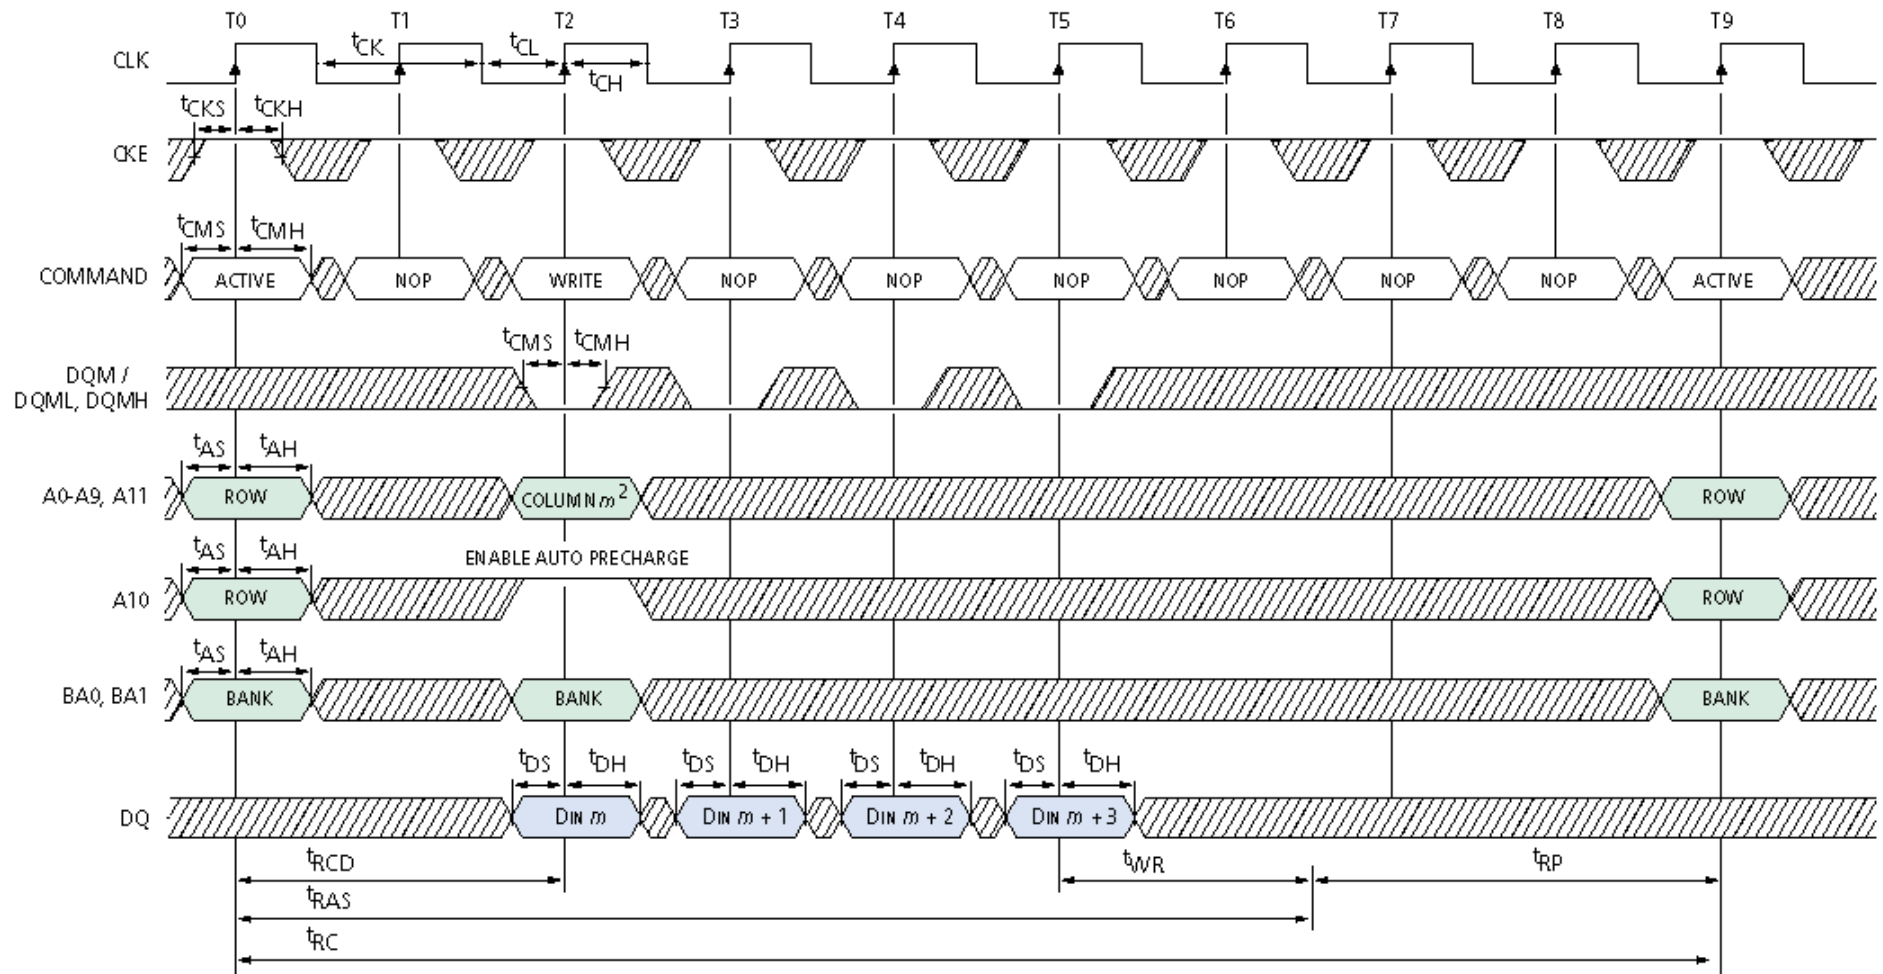 T0 T1 T2 T3 T4 T5 T6 T7 T8 T9
CLK tCK tCL tCH
tCKS tCKH
CKE
tCMS tCMH
COMMAND ACTIVE NOP WRITE NOP NOP NOP NOP NOP NOP ACTIVE
tCMS tCMH
DQM /
DQML, DQMH
tAS tAH
A0-A9, A11 ROW COLUMN m² ROW
tAS tAH ENABLE AUTO PRECHARGE
A10 ROW ROW
tAS tAH
BA0, BA1 BANK BANK BANK
tDS tDH tDS tDH tDS tDH tDS tDH
DQ DIN m DIN m + 1 DIN m + 2 DIN m + 3
tRCD tWR tRP
tRAS
tRC